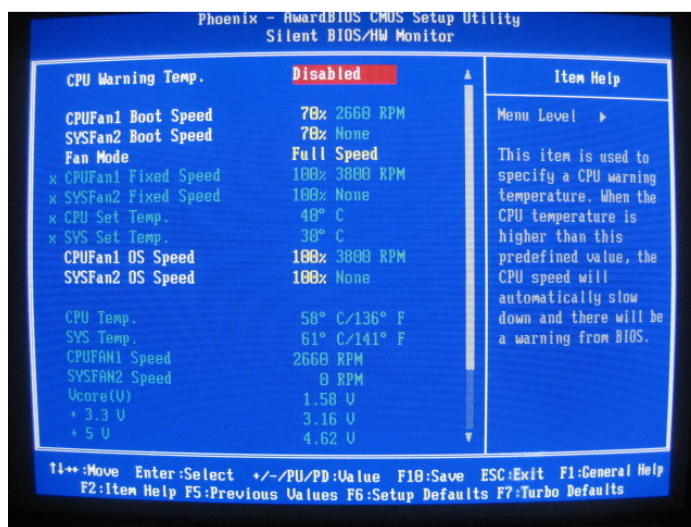 Phoenix - AwardBIOS CMOS Setup Utility
Silent BIOS/HW Monitor
CPU Warning Temp. Disabled
CPUFan1 Boot Speed 70% 2660 RPM
SYSFan2 Boot Speed 70% None
Fan Mode Full Speed
x CPUFan1 Fixed Speed 100% 3800 RPM
x SYSFan2 Fixed Speed 100% None
x CPU Set Temp. 40° C
x SYS Set Temp. 30° C
CPUFan1 OS Speed 100% 3800 RPM
SYSFan2 OS Speed 100% None
CPU Temp. 58° C/136° F
SYS Temp. 61° C/141° F
CPUFAN1 Speed 2660 RPM
SYSFAN2 Speed 0 RPM
Vcore(V) 1.58 V
+ 3.3 V 3.16 V
+ 5 V 4.62 V
Item Help
Menu Level ▸
This item is used to
specify a CPU warning
temperature. When the
CPU temperature is
higher than this
predefined value, the
CPU speed will
automatically slow
down and there will be
a warning from BIOS.
↑↓→←:Move Enter:Select +/-/PU/PD:Value F10:Save ESC:Exit F1:General Help
F2:Item Help F5:Previous Values F6:Setup Defaults F7:Turbo Defaults